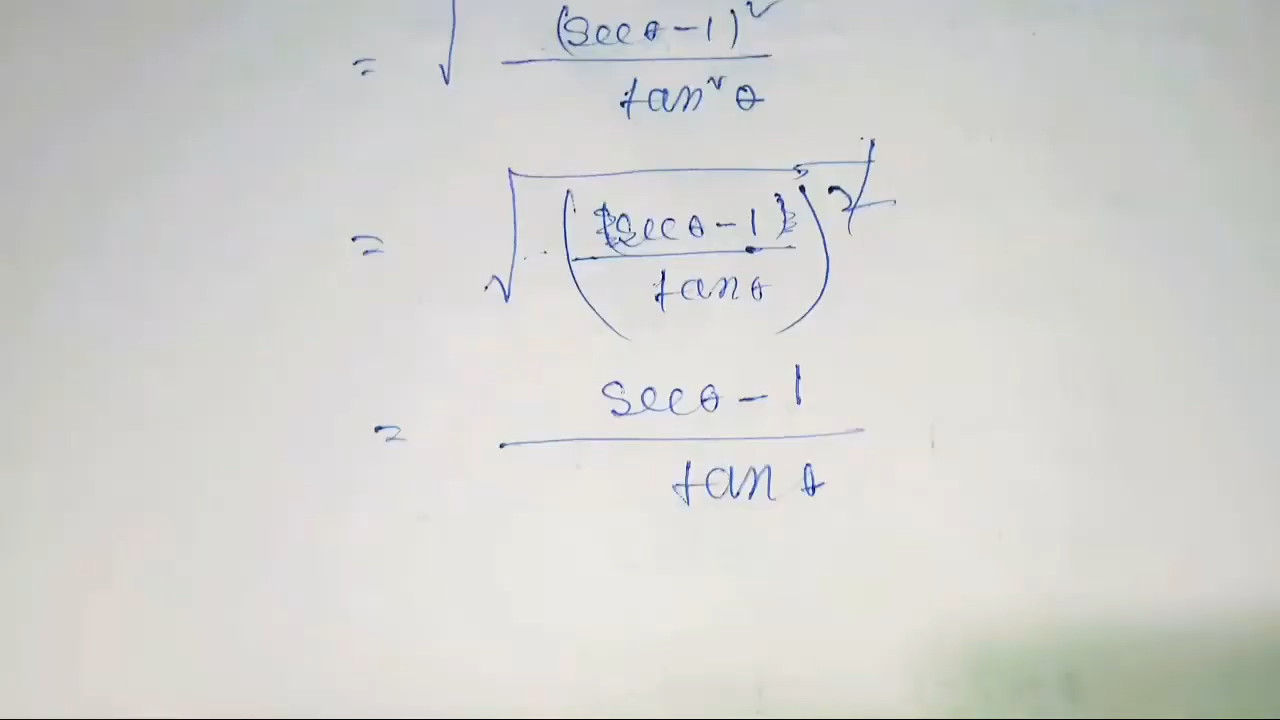 = √ (secθ-1)²
tan²θ
= √ (secθ-1)²
tanθ
= secθ-1
tanθ